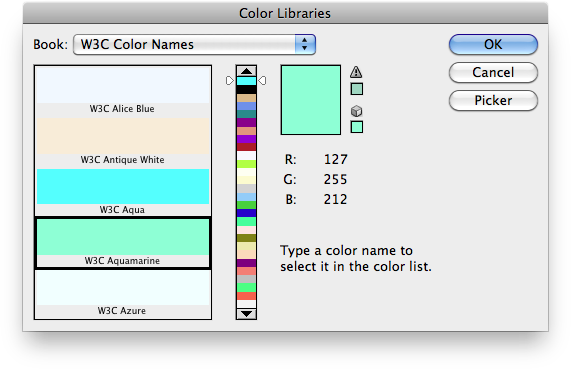 Color Libraries
Book: W3C Color Names
OK
Cancel
Picker
W3C Alice Blue
W3C Antique White
W3C Aqua
W3C Aquamarine
W3C Azure
R: 127
G: 255
B: 212
Type a color name to
select it in the color list.